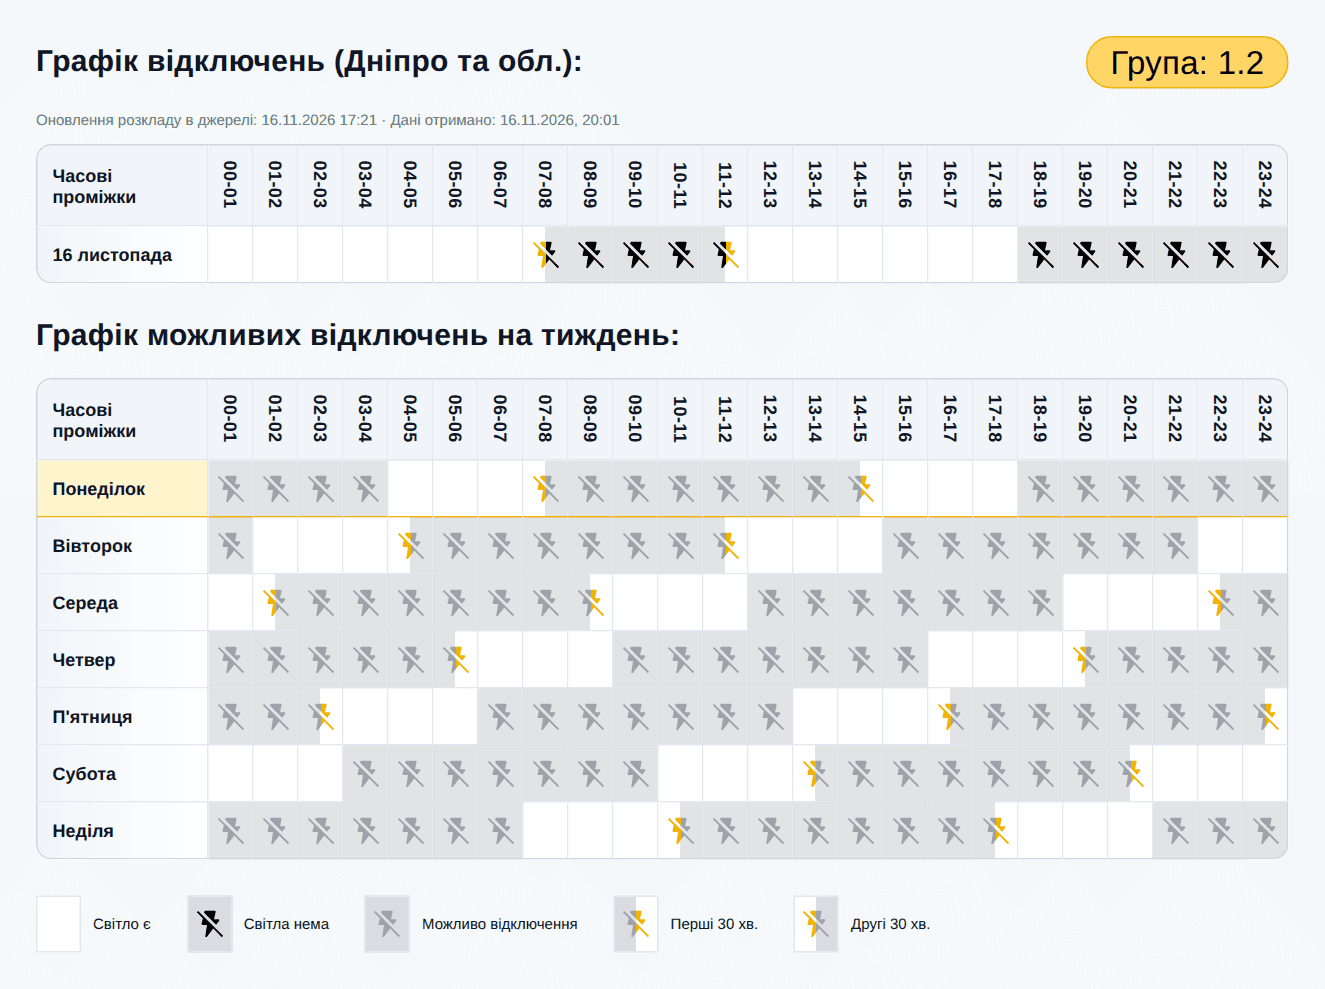 Графік відключень (Дніпро та обл.):
Група: 1.2
Оновлення розкладу в джерелі: 16.11.2026 17:21 · Дані отримано: 16.11.2026, 20:01
Часові
проміжки
00-01 01-02 02-03 03-04 04-05 05-06 06-07 07-08 08-09 09-10 10-11 11-12 12-13 13-14 14-15 15-16 16-17 17-18 18-19 19-20 20-21 21-22 22-23 23-24
16 листопада
Графік можливих відключень на тиждень:
Часові
проміжки
00-01 01-02 02-03 03-04 04-05 05-06 06-07 07-08 08-09 09-10 10-11 11-12 12-13 13-14 14-15 15-16 16-17 17-18 18-19 19-20 20-21 21-22 22-23 23-24
Понеділок
Вівторок
Середа
Четвер
П'ятниця
Субота
Неділя
Світло є
Світла нема
Можливо відключення
Перші 30 хв.
Другі 30 хв.